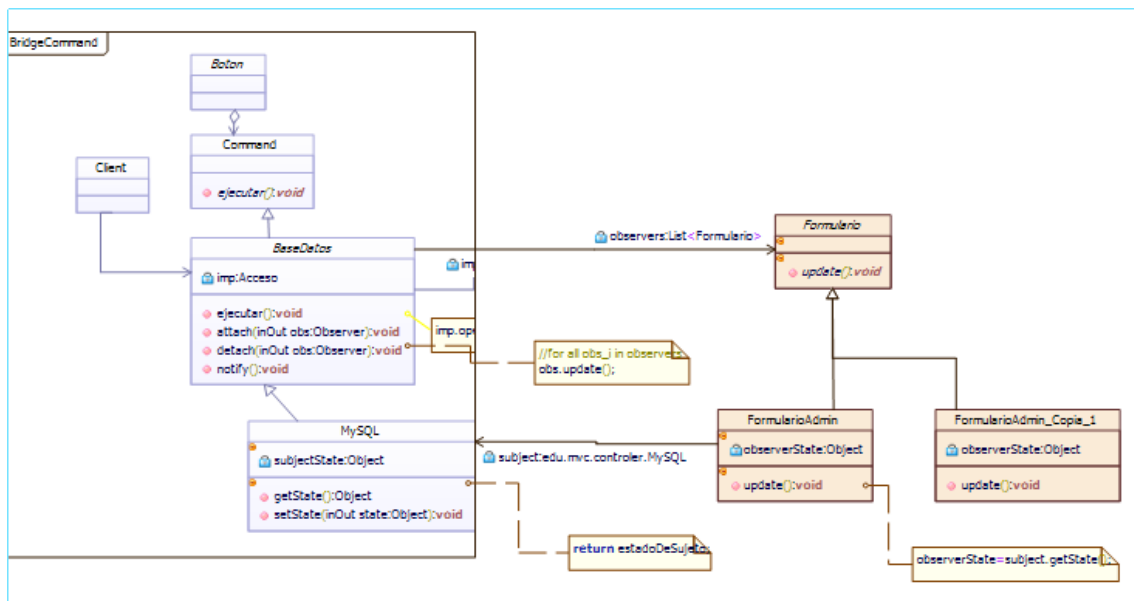 BridgeCommand
Boton
Command
ejecutar():void
Client
BaseDatos
imp:Acceso
ejecutar():void
attach(inOut obs:Observer):void
detach(inOut obs:Observer):void
notify():void
observers:List<Formulario>
Formulario
update():void
//for all obs_i in observers
obs.update();
MySQL
subjectState:Object
getState():Object
setState(inOut state:Object):void
subject:edu.mvc.controler.MySQL
FormularioAdmin
observerState:Object
update():void
FormularioAdmin_Copia_1
observerState:Object
update():void
return estadoDeSujeto;
observerState=subject.getState();